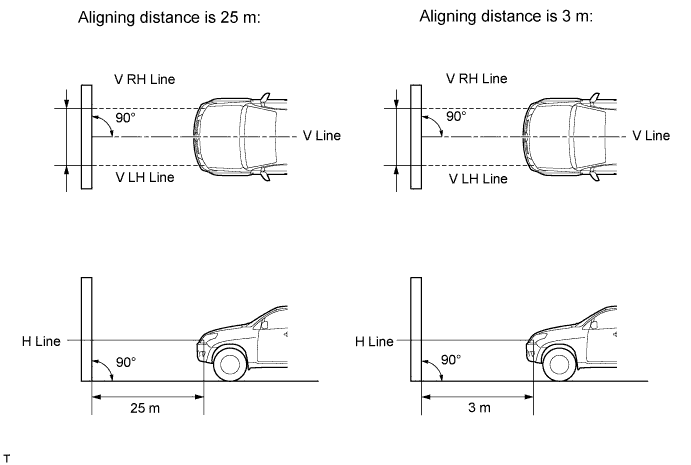 Aligning distance is 25 m:
Aligning distance is 3 m:
V RH Line
90°
V Line
V LH Line
V RH Line
90°
V Line
V LH Line
H Line
90°
25 m
H Line
90°
3 m
T